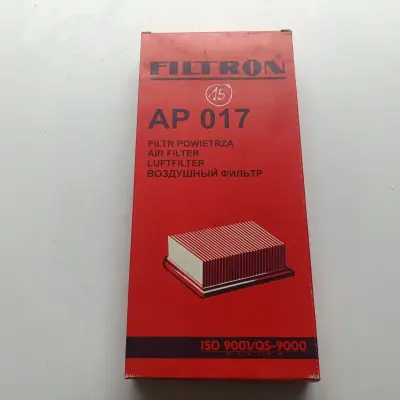 FILTRON
15
AP 017
FILTR POWIETRZA
AIR FILTER
LUFTFILTER
ВОЗДУШНЫЙ ФИЛЬТР
ISO 9001/QS-9000